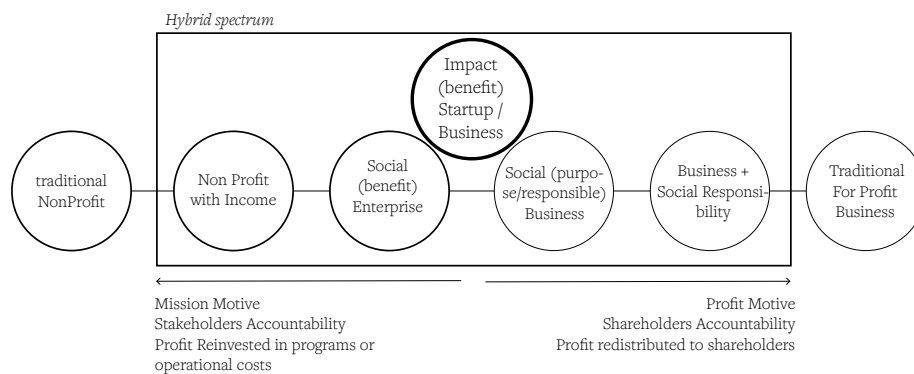 Hybrid spectrum
Impact
(benefit)
Startup /
Business
traditional
NonProfit
Non Profit
with Income
Social
(benefit)
Enterprise
Social (purpo-
se/responsible)
Business
Business +
Social Responsi-
bility
Traditional
For Profit
Business
Mission Motive
Stakeholders Accountability
Profit Reinvested in programs or
operational costs
Profit Motive
Shareholders Accountability
Profit redistributed to shareholders